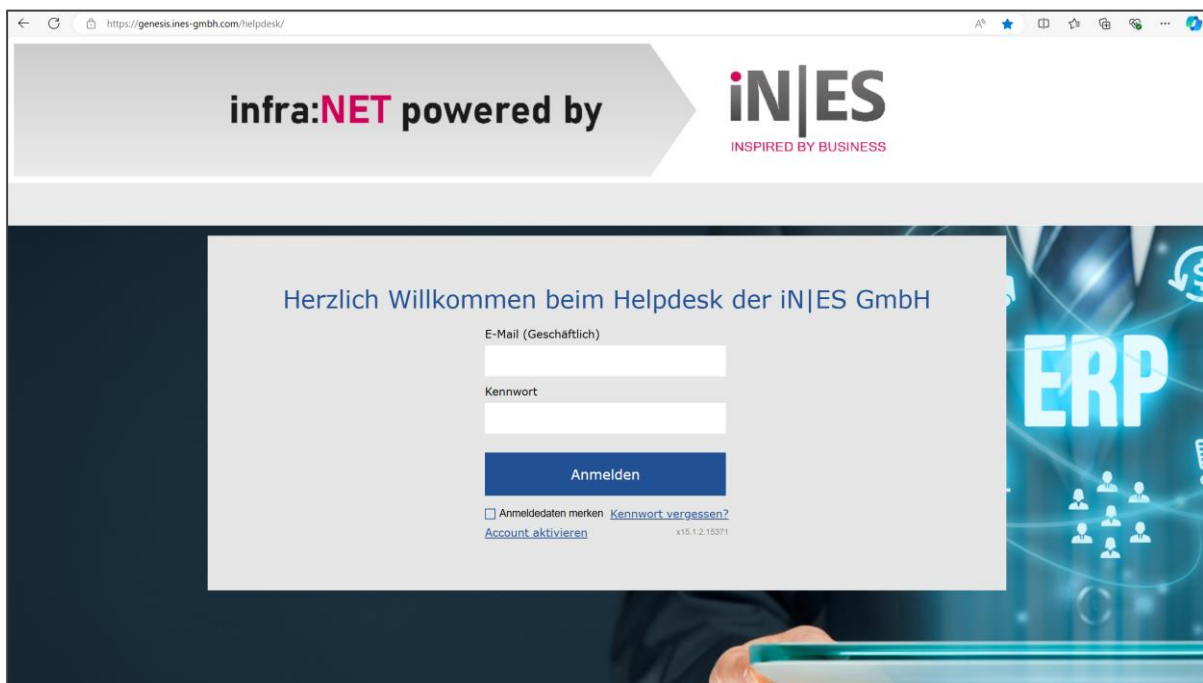 https://genesis.ines-gmbh.com/helpdesk/
infra:NET powered by
iN|ES
INSPIRED BY BUSINESS
Herzlich Willkommen beim Helpdesk der iN|ES GmbH
E-Mail (Geschäftlich)
Kennwort
Anmelden
Anmeldedaten merken Kennwort vergessen?
Account aktivieren x15.1.2.15371
ERP